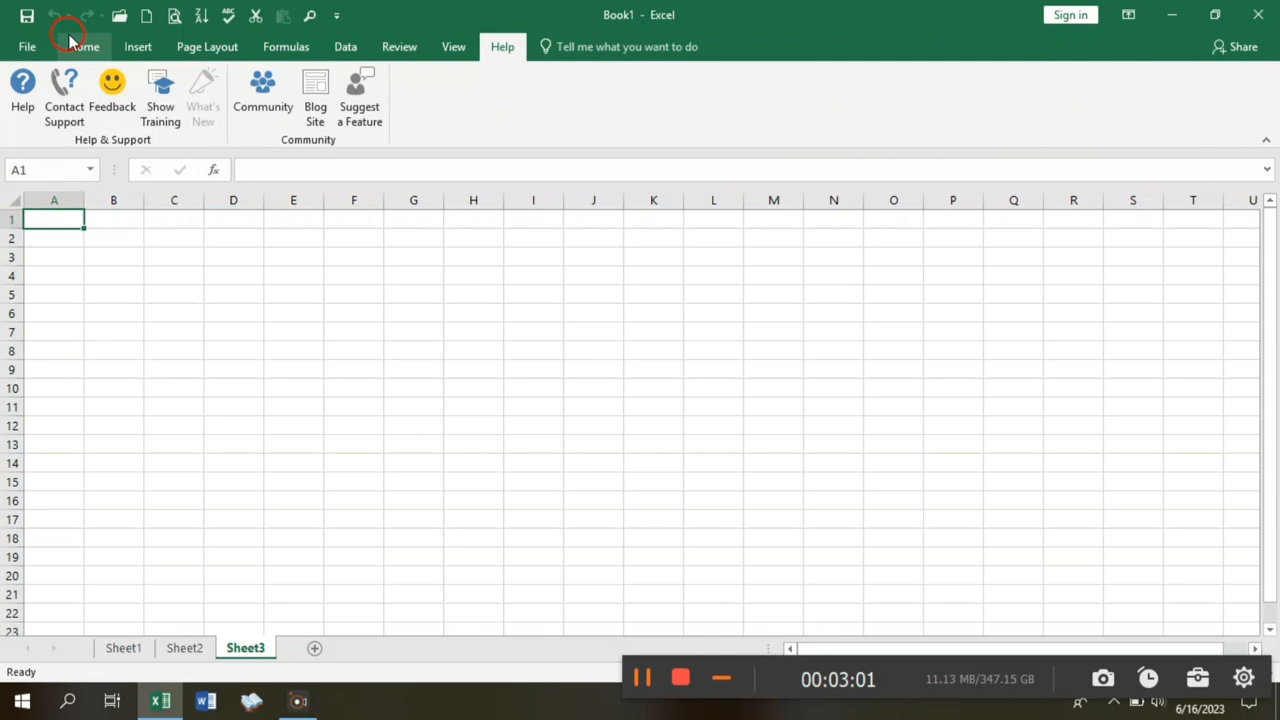 Book1 - Excel
Sign in
File
Home
Insert
Page Layout
Formulas
Data
Review
View
Help
Tell me what you want to do
Share
Help
Contact
Support
Feedback
Show
Training
What's
New
Community
Blog
Site
Suggest
a Feature
Help & Support
Community
A1
fx
A B C D E F G H I J K L M N O P Q R S T U
1
2
3
4
5
6
7
8
9
10
11
12
13
14
15
16
17
18
19
20
21
22
23
Sheet1
Sheet2
Sheet3
Ready
00:03:01
11.13 MB/347.15 GB
6/16/2023